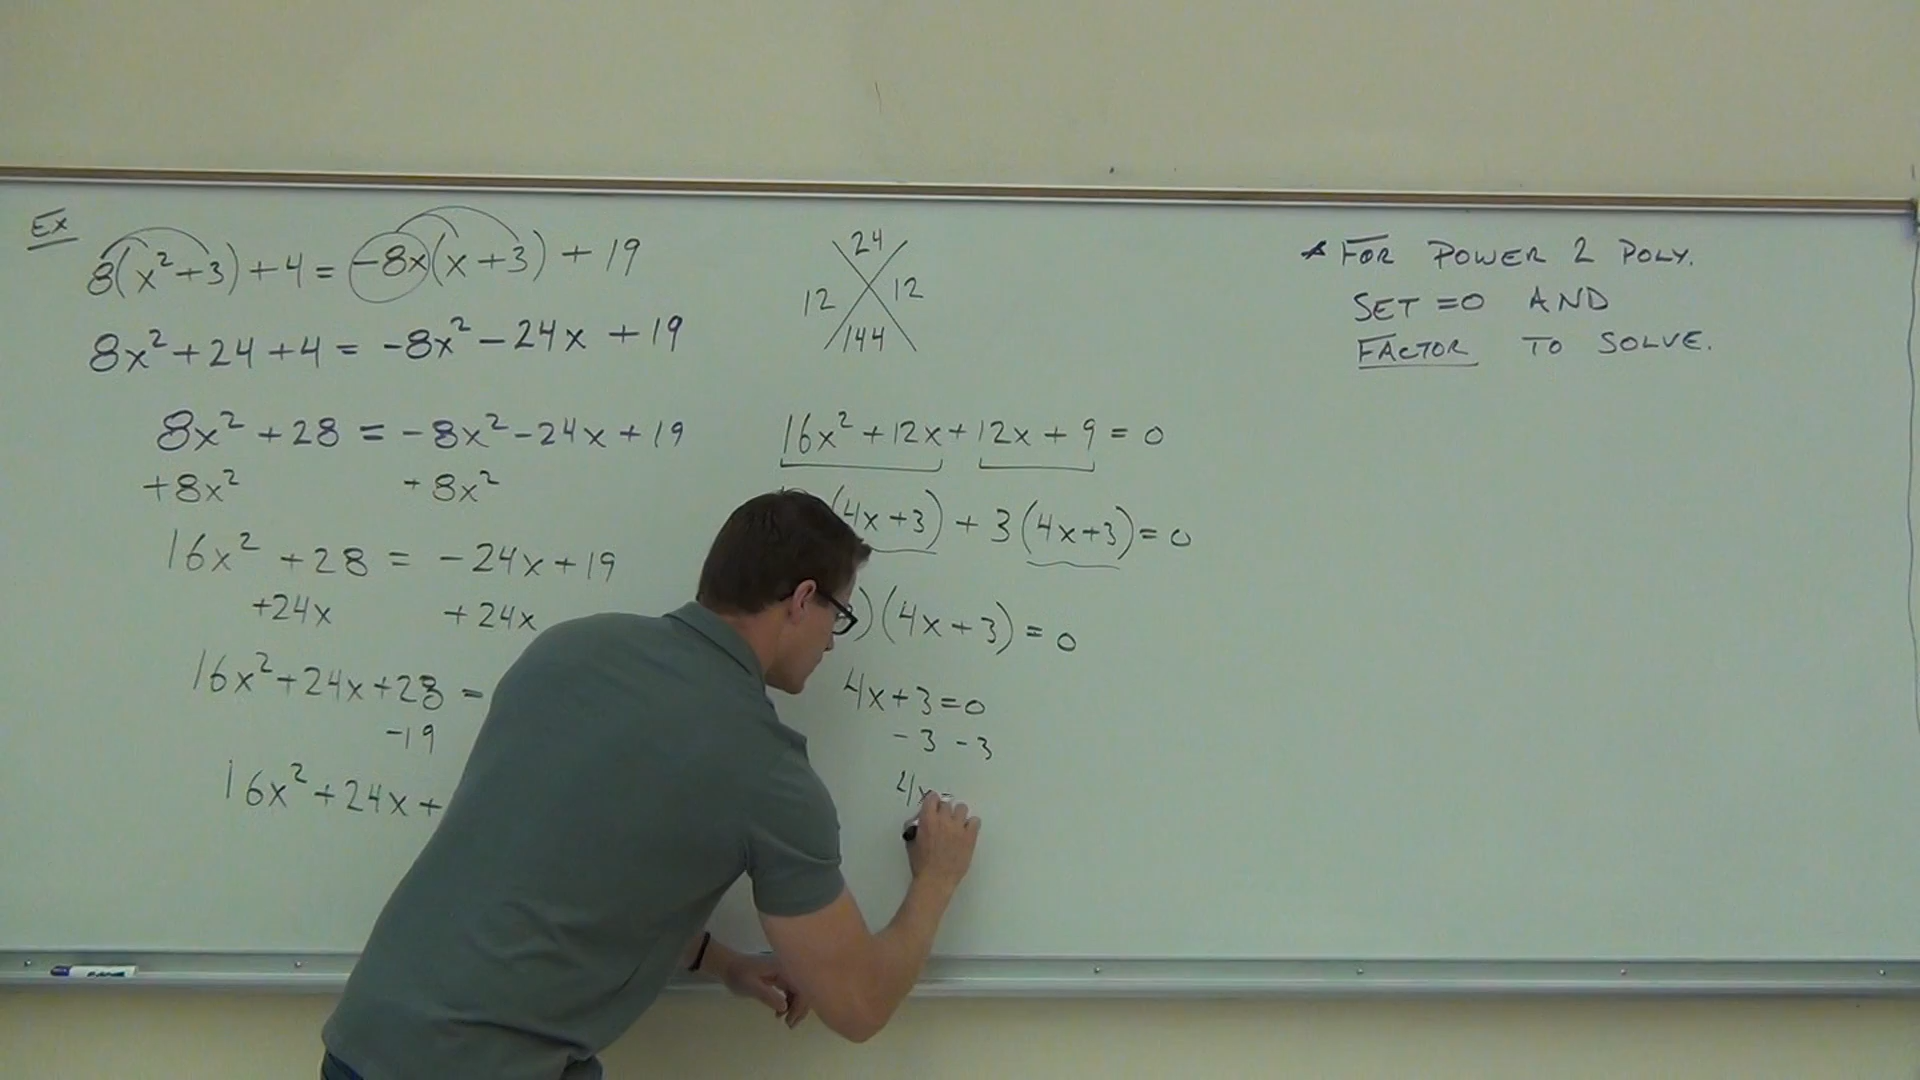 Ex
8(x²+3)+4=-8x(x+3)+19
8x²+24+4=-8x²-24x+19
8x²+28=-8x²-24x+19
+8x² +8x²
16x²+28=-24x+19
+24x +24x
16x²+24x+28=
-19
16x²+24x+
24
12 12
144
16x²+12x+12x+9=0
(4x+3)+3(4x+3)=0
)(4x+3)=0
4x+3=0
-3 -3
4x
FOR POWER 2 POLY.
SET =0 AND
FACTOR TO SOLVE.